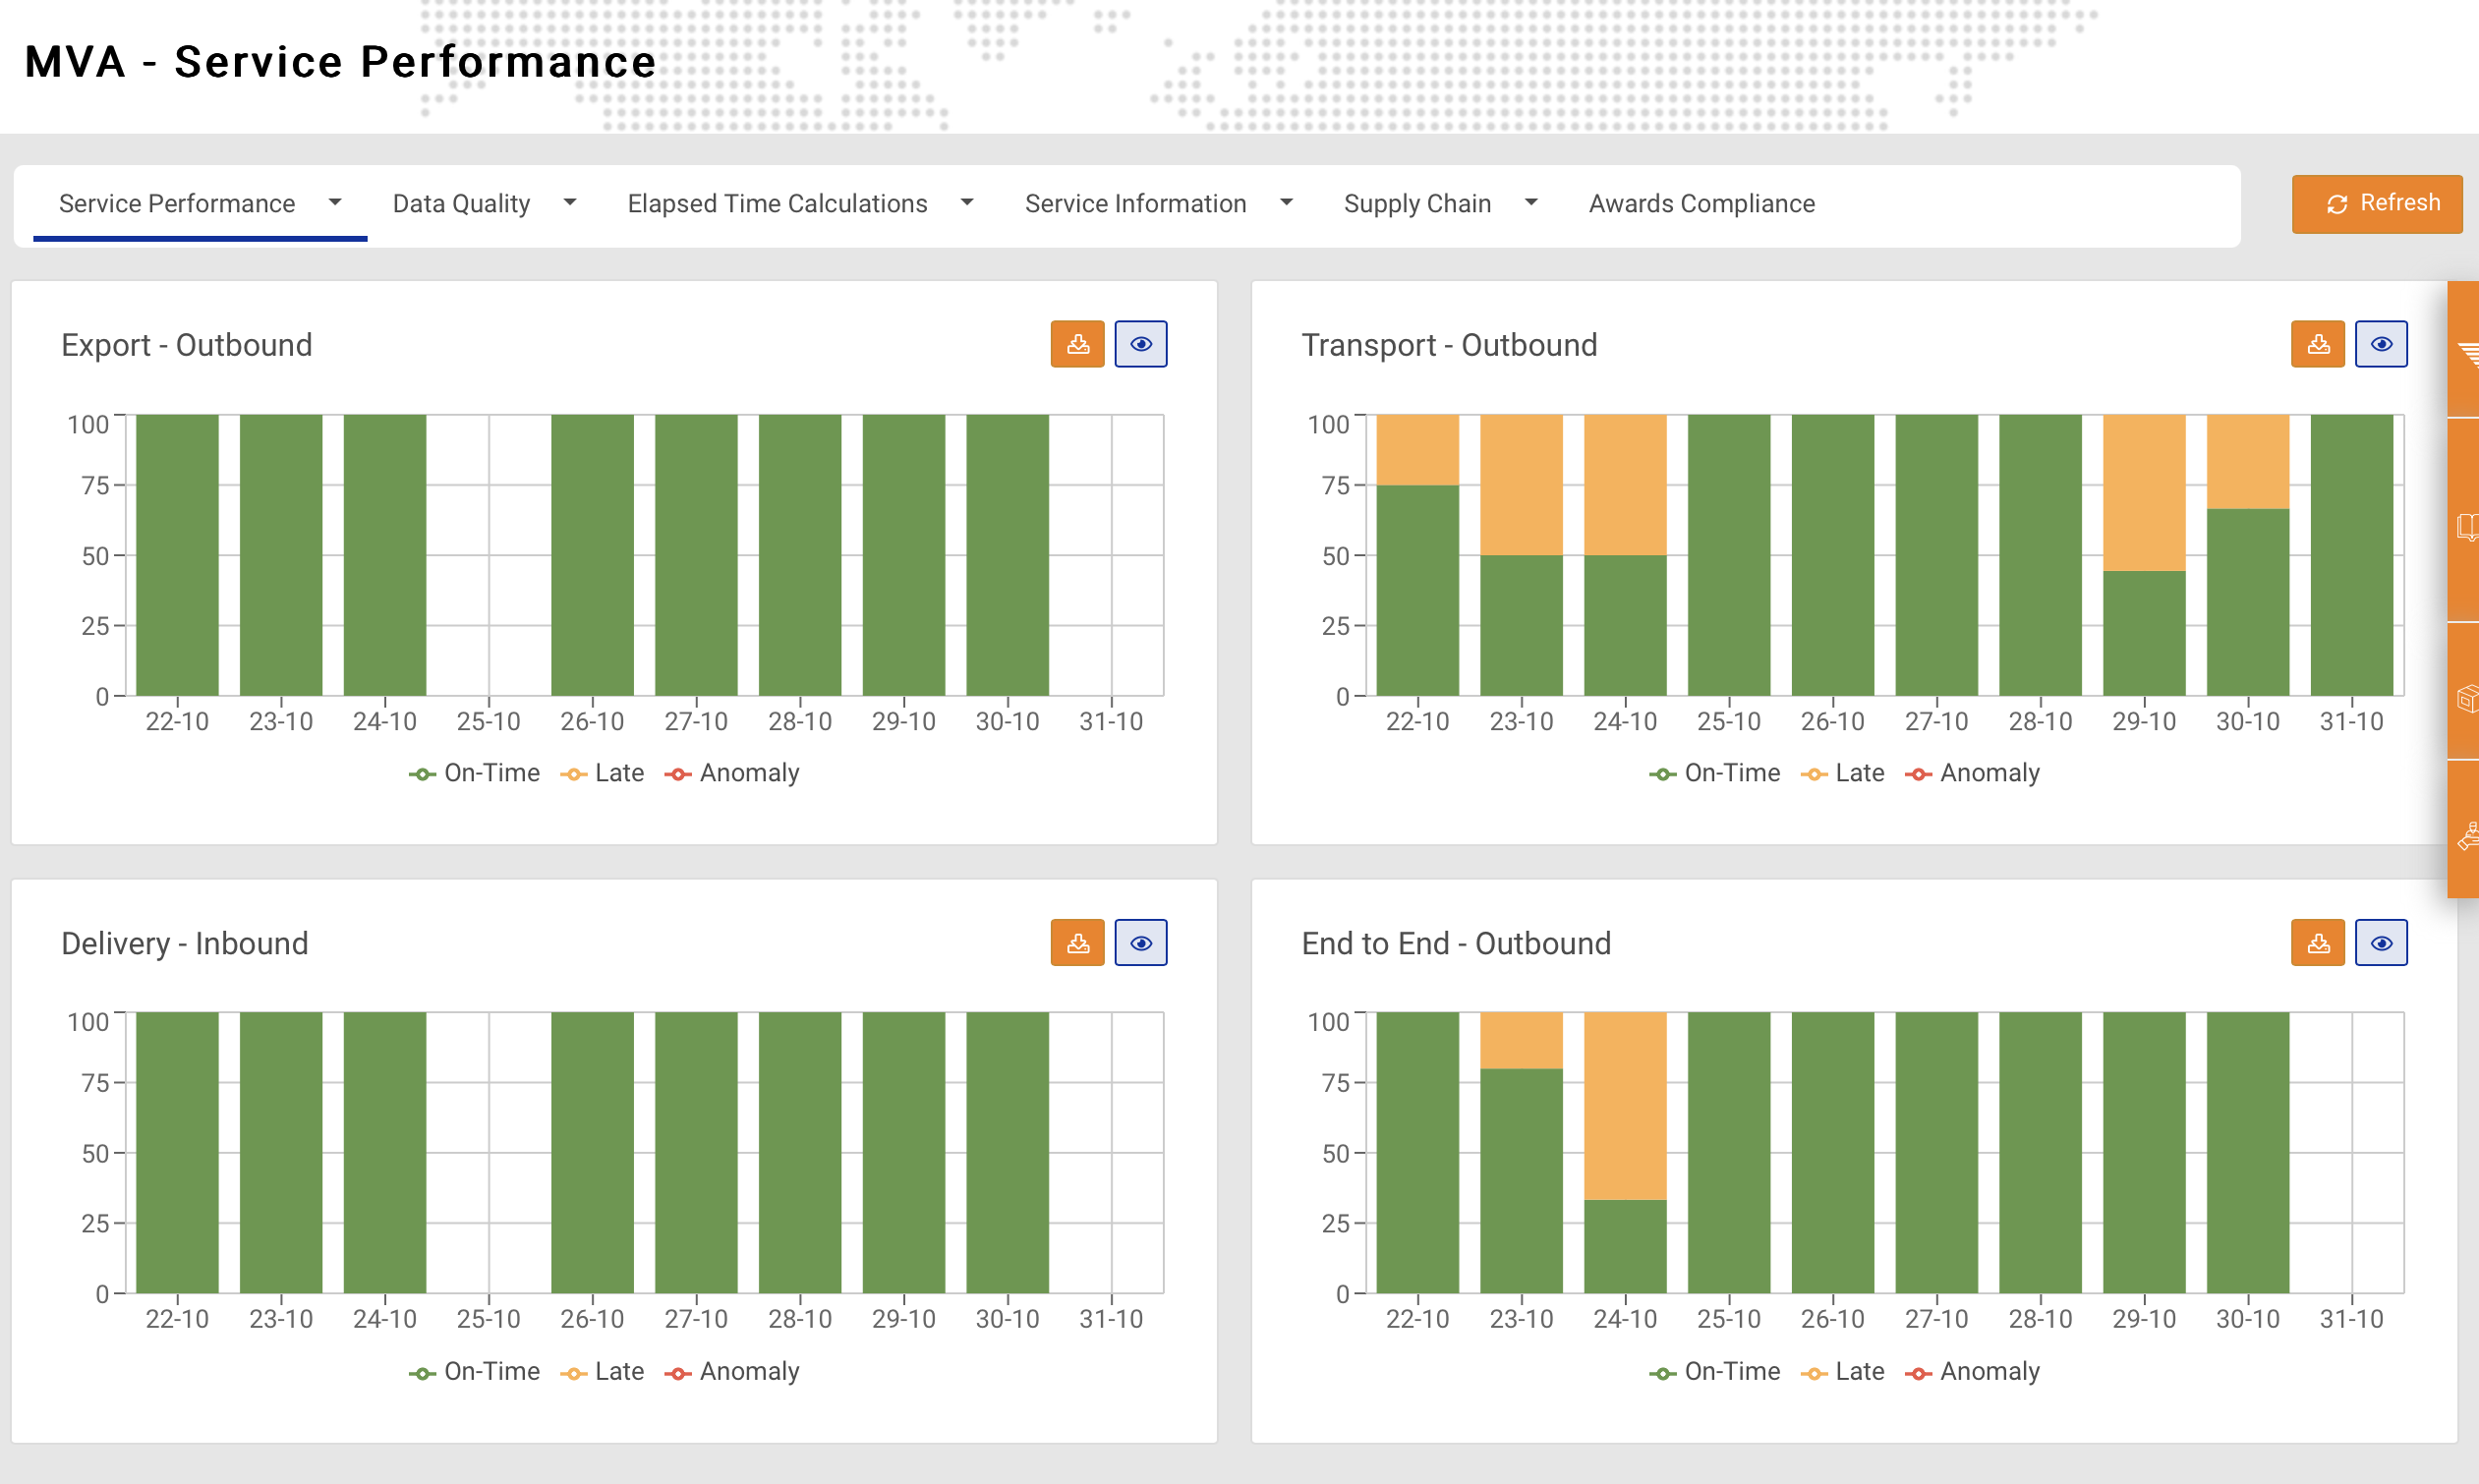 MVA - Service Performance
Service Performance Data Quality Elapsed Time Calculations Service Information Supply Chain Awards Compliance Refresh
Export - Outbound
100
75
50
25
0
22-10 23-10 24-10 25-10 26-10 27-10 28-10 29-10 30-10 31-10
On-Time Late Anomaly
Transport - Outbound
100
75
50
25
0
22-10 23-10 24-10 25-10 26-10 27-10 28-10 29-10 30-10 31-10
On-Time Late Anomaly
Delivery - Inbound
100
75
50
25
0
22-10 23-10 24-10 25-10 26-10 27-10 28-10 29-10 30-10 31-10
On-Time Late Anomaly
End to End - Outbound
100
75
50
25
0
22-10 23-10 24-10 25-10 26-10 27-10 28-10 29-10 30-10 31-10
On-Time Late Anomaly